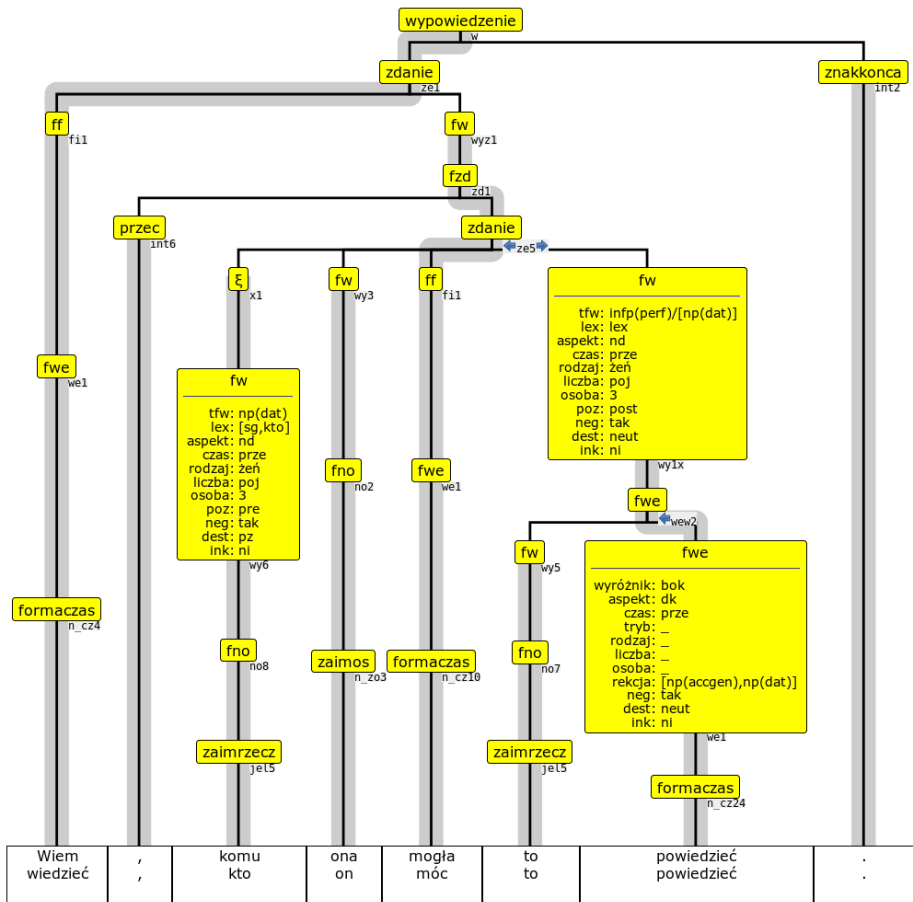 wypowiedzenie
w
zdanie
ze1
znakkonca
int2
ff
fi1
fw
wyz1
fzd
zd1
przec
int6
zdanie
ze5
ξ
x1
fw
wy3
ff
fi1
fw
tfw: infp(perf)/[np(dat)]
lex: lex
aspekt: nd
czas: prze
rodzaj: żeń
liczba: poj
osoba: 3
poz: post
neg: tak
dest: neut
ink: ni
wy1x
fwe
we1
fw
tfw: np(dat)
lex: [sg,kto]
aspekt: nd
czas: prze
rodzaj: żeń
liczba: poj
osoba: 3
poz: pre
neg: tak
dest: pz
ink: ni
wy6
fno
no2
fwe
we1
fwe
wew2
fw
wy5
fwe
wyróżnik: bok
aspekt: dk
czas: prze
tryb: _
rodzaj: _
liczba: _
osoba: _
rekcja: [np(accgen),np(dat)]
neg: tak
dest: neut
ink: ni
we1
formaczas
n_cz4
fno
no8
zaimos
n_zo3
formaczas
n_cz10
fno
no7
zaimrzecz
jel5
zaimrzecz
jel5
formaczas
n_cz24
Wiem , komu ona mogła to powiedzieć .
wiedzieć , kto on móc to powiedzieć .